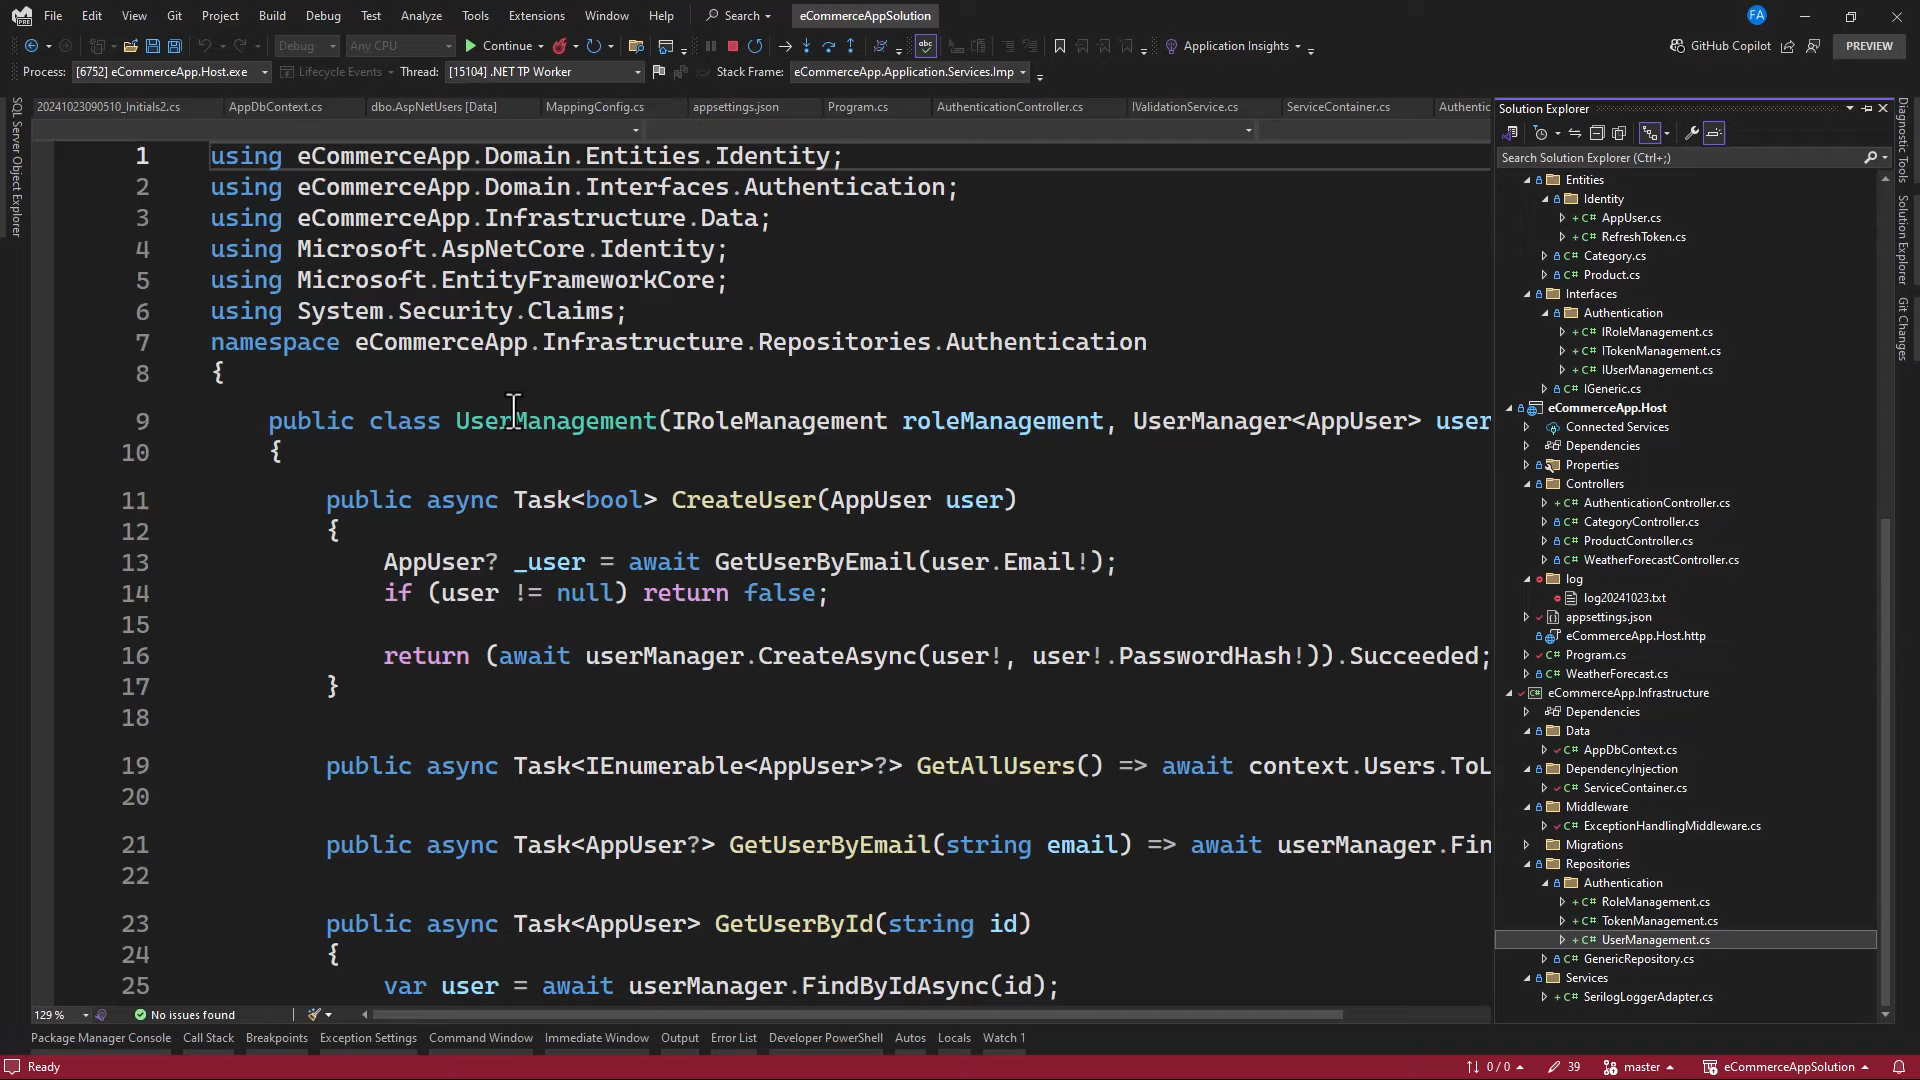 File Edit View Git Project Build Debug Test Analyze Tools Extensions Window Help Search eCommerceAppSolution FA
Debug Any CPU Continue abc Application Insights GitHub Copilot PREVIEW
Process: [6752] eCommerceApp.Host.exe Lifecycle Events Thread: [15104] .NET TP Worker Stack Frame: eCommerceApp.Application.Services.Imp
20241023090510_Initials2.cs AppDbContext.cs dbo.AspNetUsers [Data] MappingConfig.cs appsettings.json Program.cs AuthenticationController.cs IValidationService.cs ServiceContainer.cs Authentic
SQL Server Object Explorer
1 using eCommerceApp.Domain.Entities.Identity;
2 using eCommerceApp.Domain.Interfaces.Authentication;
3 using eCommerceApp.Infrastructure.Data;
4 using Microsoft.AspNetCore.Identity;
5 using Microsoft.EntityFrameworkCore;
6 using System.Security.Claims;
7 namespace eCommerceApp.Infrastructure.Repositories.Authentication
8 {
9 public class UserManagement(IRoleManagement roleManagement, UserManager<AppUser> user
10 {
11 public async Task<bool> CreateUser(AppUser user)
12 {
13 AppUser? _user = await GetUserByEmail(user.Email!);
14 if (user != null) return false;
15
16 return (await userManager.CreateAsync(user!, user!.PasswordHash!)).Succeeded;
17 }
18
19 public async Task<IEnumerable<AppUser>?> GetAllUsers() => await context.Users.ToL
20
21 public async Task<AppUser?> GetUserByEmail(string email) => await userManager.Fin
22
23 public async Task<AppUser> GetUserById(string id)
24 {
25 var user = await userManager.FindByIdAsync(id);
129 % No issues found
Solution Explorer
Search Solution Explorer (Ctrl+;)
Entities
Identity
C# AppUser.cs
C# RefreshToken.cs
C# Category.cs
C# Product.cs
Interfaces
Authentication
C# IRoleManagement.cs
C# ITokenManagement.cs
C# IUserManagement.cs
C# IGeneric.cs
eCommerceApp.Host
Connected Services
Dependencies
Properties
Controllers
C# AuthenticationController.cs
C# CategoryController.cs
C# ProductController.cs
C# WeatherForecastController.cs
log
log20241023.txt
appsettings.json
eCommerceApp.Host.http
C# Program.cs
C# WeatherForecast.cs
C# eCommerceApp.Infrastructure
Dependencies
Data
C# AppDbContext.cs
DependencyInjection
C# ServiceContainer.cs
Middleware
C# ExceptionHandlingMiddleware.cs
Migrations
Repositories
Authentication
C# RoleManagement.cs
C# TokenManagement.cs
C# UserManagement.cs
C# GenericRepository.cs
Services
C# SerilogLoggerAdapter.cs
Diagnostic Tools
Solution Explorer
Git Changes
Package Manager Console Call Stack Breakpoints Exception Settings Command Window Immediate Window Output Error List Developer PowerShell Autos Locals Watch 1
Ready 0 / 0 39 master eCommerceAppSolution